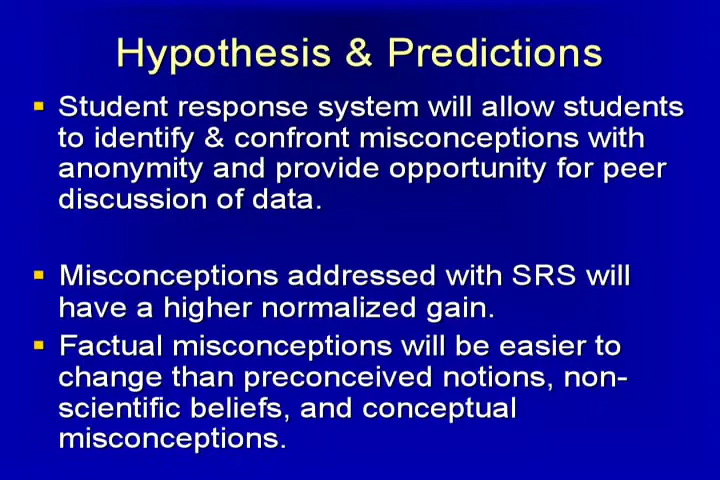 Hypothesis & Predictions
▪ Student response system will allow students
to identify & confront misconceptions with
anonymity and provide opportunity for peer
discussion of data.
▪ Misconceptions addressed with SRS will
have a higher normalized gain.
▪ Factual misconceptions will be easier to
change than preconceived notions, non-
scientific beliefs, and conceptual
misconceptions.